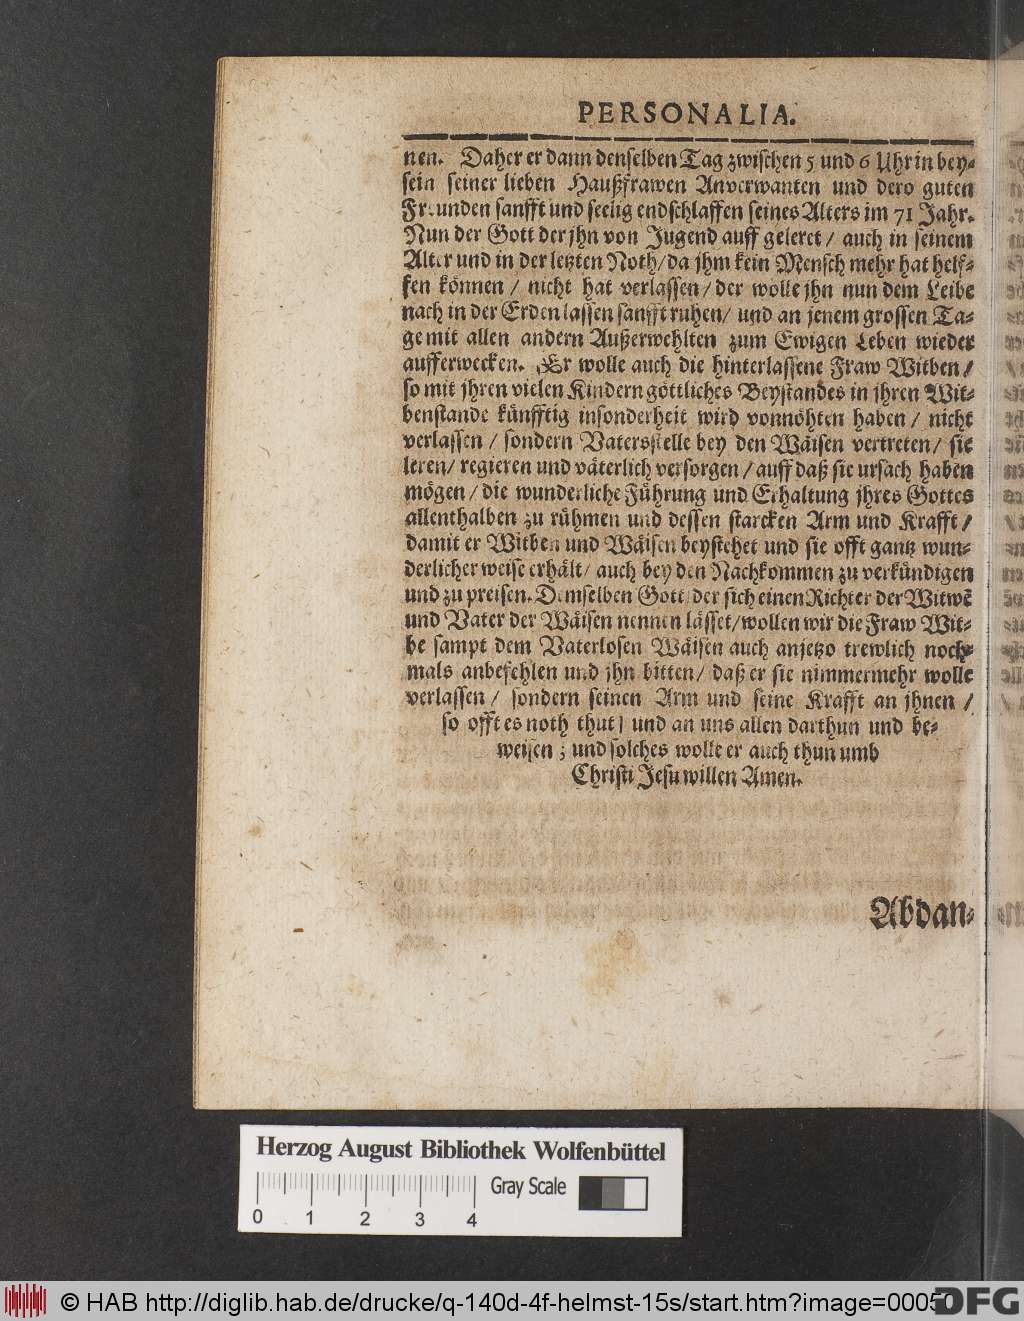 PERSONALIA.
nen. Daher er dann denselben Tag zwischen 5 und 6 Uhr in bey-
sein seiner lieben Haußfrawen Anverwanten und dero guten
Freunden sanfft und seelig endschlaffen seines Alters im 71 Jahr.
Nun der Gott der jhn von Jugend auff geleret / auch in seinem
Alter und in der letzten Noth / da jhm kein Mensch mehr hat helf-
fen können / nicht hat verlassen / der wolle jhn nun dem Leibe
nach in der Erden lassen sanfft ruhen / und an jenem grossen Ta-
ge mit allen andern Außerwehlten zum Ewigen Leben wieder
aufferwecken. Er wolle auch die hinterlassene Fraw Witben /
so mit jhren vielen Kindern göttliches Beystandes in jhren Wit-
benstande künfftig insonderheit wird vonnöhten haben / nicht
verlassen / sondern Vatersstelle bey den Wäisen vertreten / sie
leren / regieren und väterlich versorgen / auff daß sie ursach haben
mögen / die wunderliche Führung und Erhaltung jhres Gottes
allenthalben zu rühmen und dessen starcken Arm und Krafft /
damit er Witben und Wäisen beystehet und sie offt gantz wun-
derlicher weise erhält / auch bey den Nachkommen zu verkündigen
und zu preisen. Demselben Gott / der sich einen Richter der Witwẽ
und Vater der Wäisen nennen lässet / wollen wir die Fraw Wit-
be sampt dem Vaterlosen Wäisen auch anjetzo trewlich noch-
mals anbefehlen und jhn bitten / daß er sie nimmermehr wolle
verlassen / sondern seinen Arm und seine Krafft an jhnen /
so offt es noth thut / und an uns allen darthun und be-
weisen ; und solches wolle er auch thun umb
Christi Jesu willen Amen.
Abdan-
Herzog August Bibliothek Wolfenbüttel
Gray Scale
0 1 2 3 4
© HAB http://diglib.hab.de/drucke/q-140d-4f-helmst-15s/start.htm?image=00050
DFG